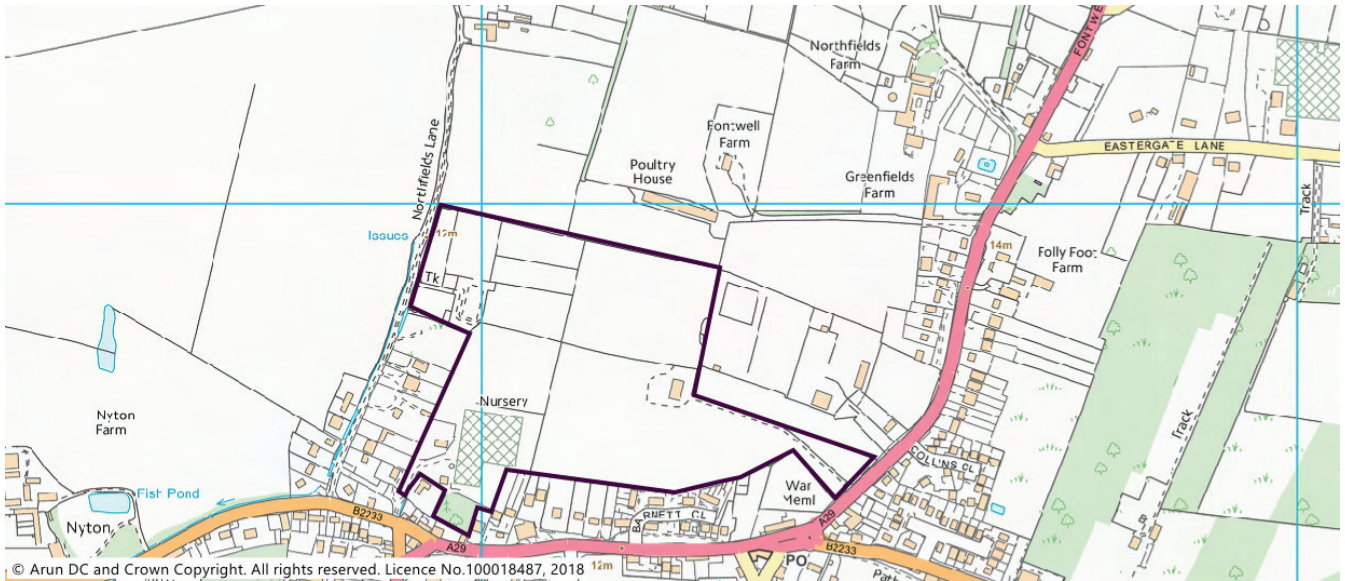 FONTWE
Northfields
Farm
Northfields Lane
Fontwell
Farm
Poultry
House
Greenfields
Farm
EASTERGATE LANE
Track
Issues
12m
14m
Folly Foot
Farm
Tk
Nursery
Nyton
Farm
Track
COLLINS CL
War
Meml
Fish Pond
BARNETT CL
B2233
A29
Nyton
A29
B2233
PO
Path
12m
© Arun DC and Crown Copyright. All rights reserved. Licence No.100018487, 2018